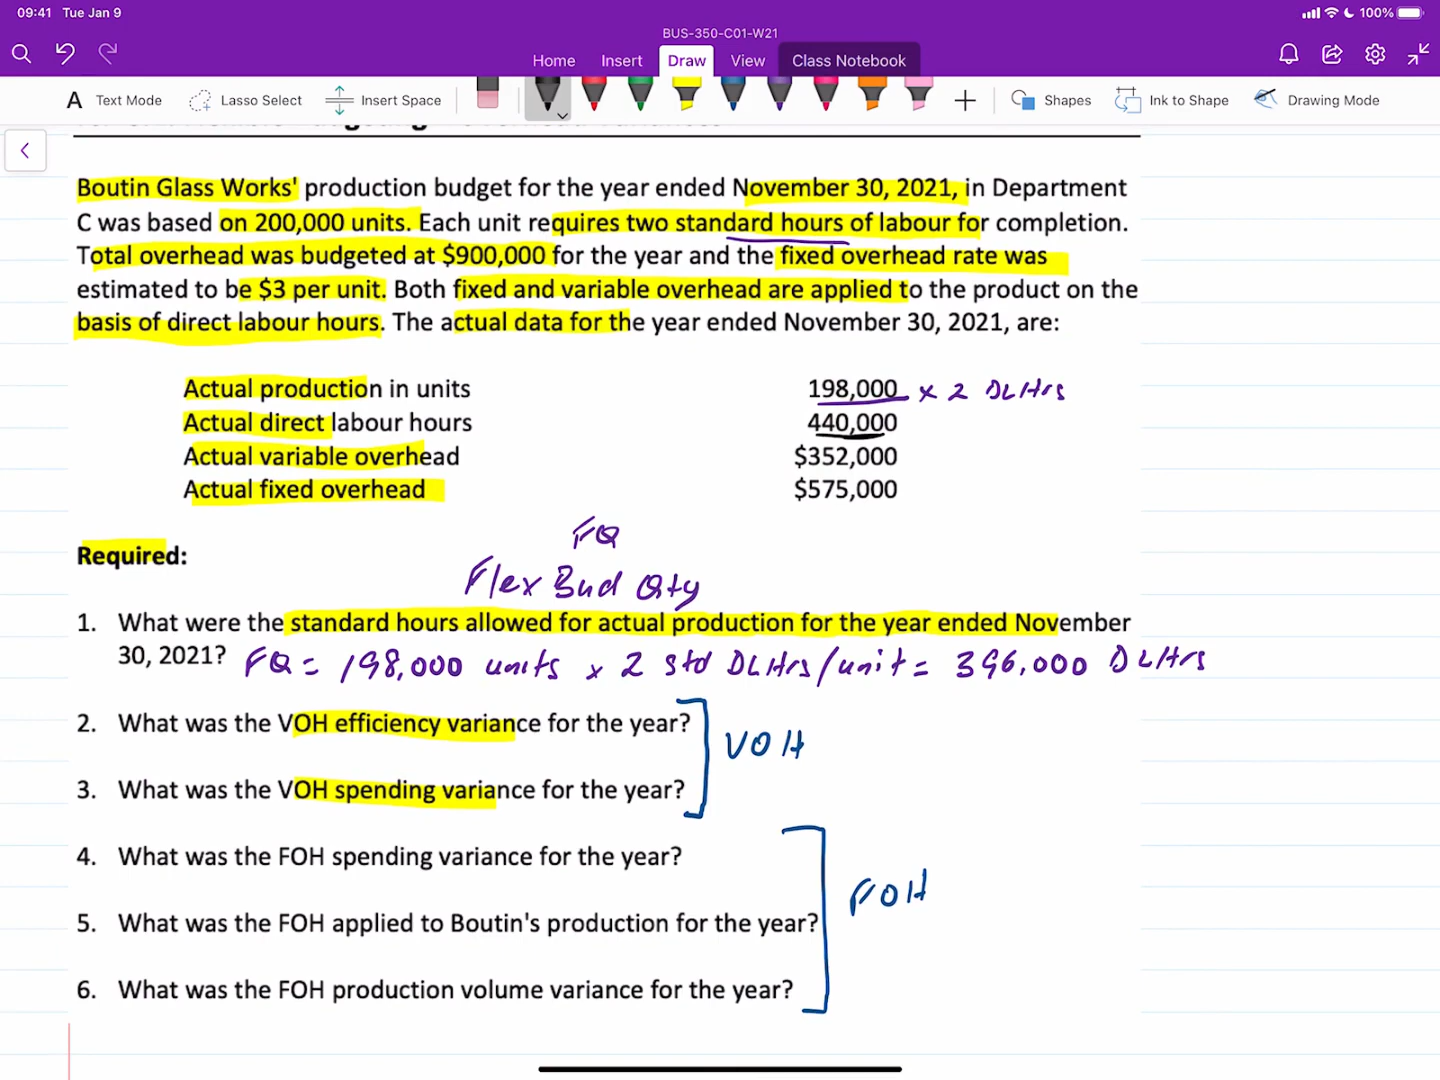 09:41 Tue Jan 9
100%
BUS-350-C01-W21
Home Insert Draw View Class Notebook
A Text Mode Lasso Select Insert Space Shapes Ink to Shape Drawing Mode
Boutin Glass Works' production budget for the year ended November 30, 2021, in Department
C was based on 200,000 units. Each unit requires two standard hours of labour for completion.
Total overhead was budgeted at $900,000 for the year and the fixed overhead rate was
estimated to be $3 per unit. Both fixed and variable overhead are applied to the product on the
basis of direct labour hours. The actual data for the year ended November 30, 2021, are:
Actual production in units 198,000 x 2 DLHrs
Actual direct labour hours 440,000
Actual variable overhead $352,000
Actual fixed overhead $575,000
FQ
Required:
Flex Bud Qty
1. What were the standard hours allowed for actual production for the year ended November
30, 2021? FQ = 198,000 units x 2 Std DLHrs/unit = 396,000 DLHrs
2. What was the VOH efficiency variance for the year?
VOH
3. What was the VOH spending variance for the year?
4. What was the FOH spending variance for the year?
FOH
5. What was the FOH applied to Boutin's production for the year?
6. What was the FOH production volume variance for the year?